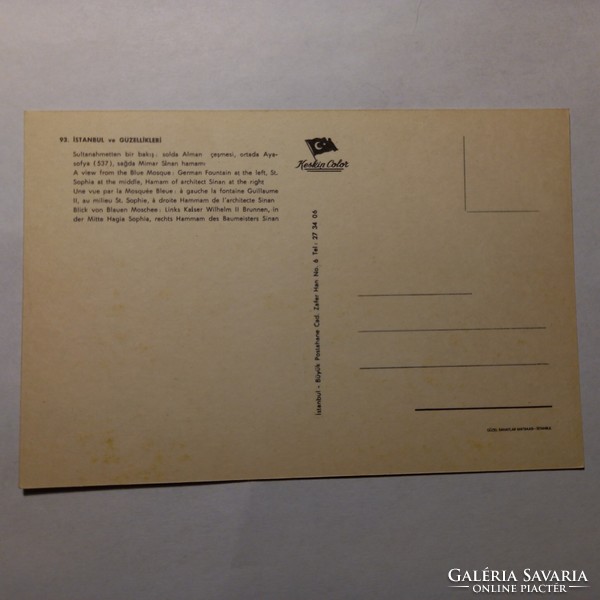 93. İSTANBUL ve GÜZELLİKLERİ
Sultanahmetten bir bakış: solda Alman çeşmesi, ortada Aya-
sofya (537), sağda Mimar Sinan hamamı
A view from the Blue Mosque: German Fountain at the left, St.
Sophia at the middle, Hamam of architect Sinan at the right
Une vue par la Mosquée Bleue: à gauche la fontaine Guillaume
II, au milieu St. Sophie, à droite Hammam de l'architecte Sinan
Blick von Blauen Moschee: Links Kaiser Wilhelm II Brunnen, in
der Mitte Hagia Sophia, rechts Hammam des Baumeisters Sinan
Keskin Color
İstanbul - Büyük Postahane Cad. Zafer Han No. 6 Tel: 27 34 06
GÜZEL SANATLAR MATBAASI - İSTANBUL
GALÉRIA SAVARIA
ONLINE PIACTÉR